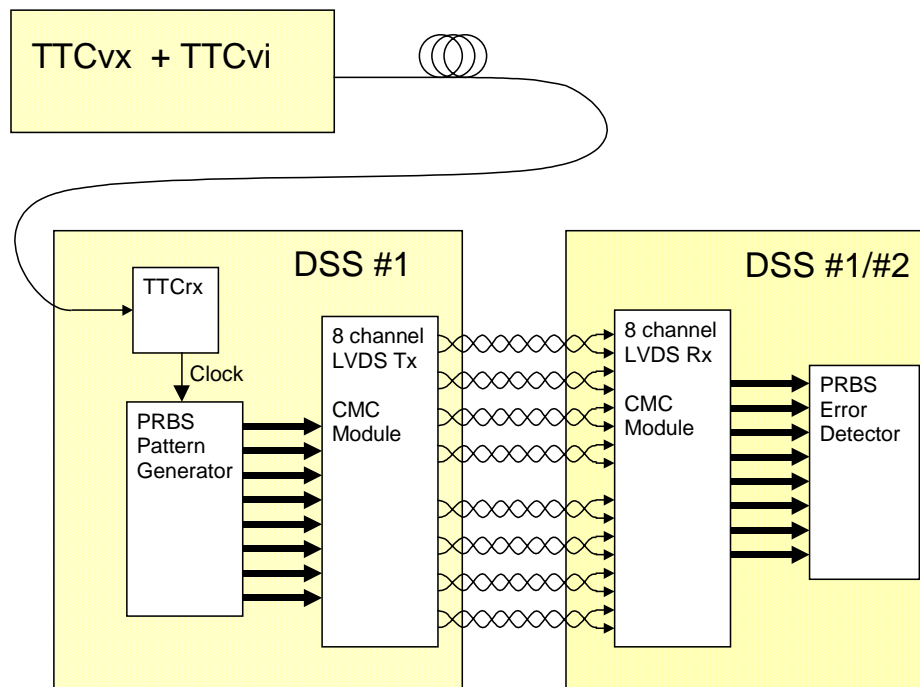 TTCvx + TTCvi
DSS #1
DSS #1/#2
TTCrx
Clock
PRBS
Pattern
Generator
8 channel
LVDS Tx
CMC
Module
8 channel
LVDS Rx
CMC
Module
PRBS
Error
Detector